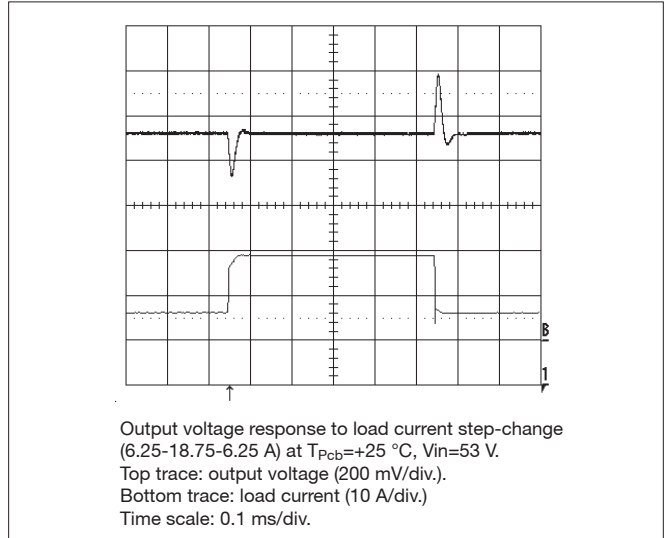 B
1
↑
Output voltage response to load current step-change
(6.25-18.75-6.25 A) at TPcb=+25 °C, Vin=53 V.
Top trace: output voltage (200 mV/div.).
Bottom trace: load current (10 A/div.)
Time scale: 0.1 ms/div.